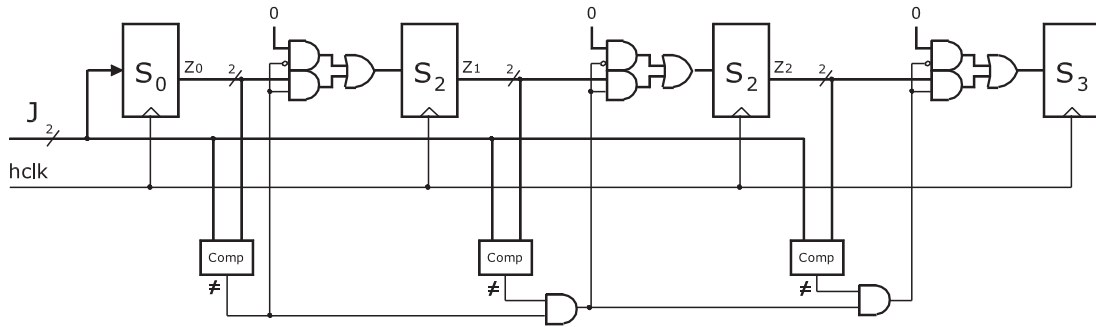 0 0 0
S0 Z0 2 S2 Z1 2 S2 Z2 2 S3
J 2
hclk
Comp Comp Comp
≠ ≠ ≠